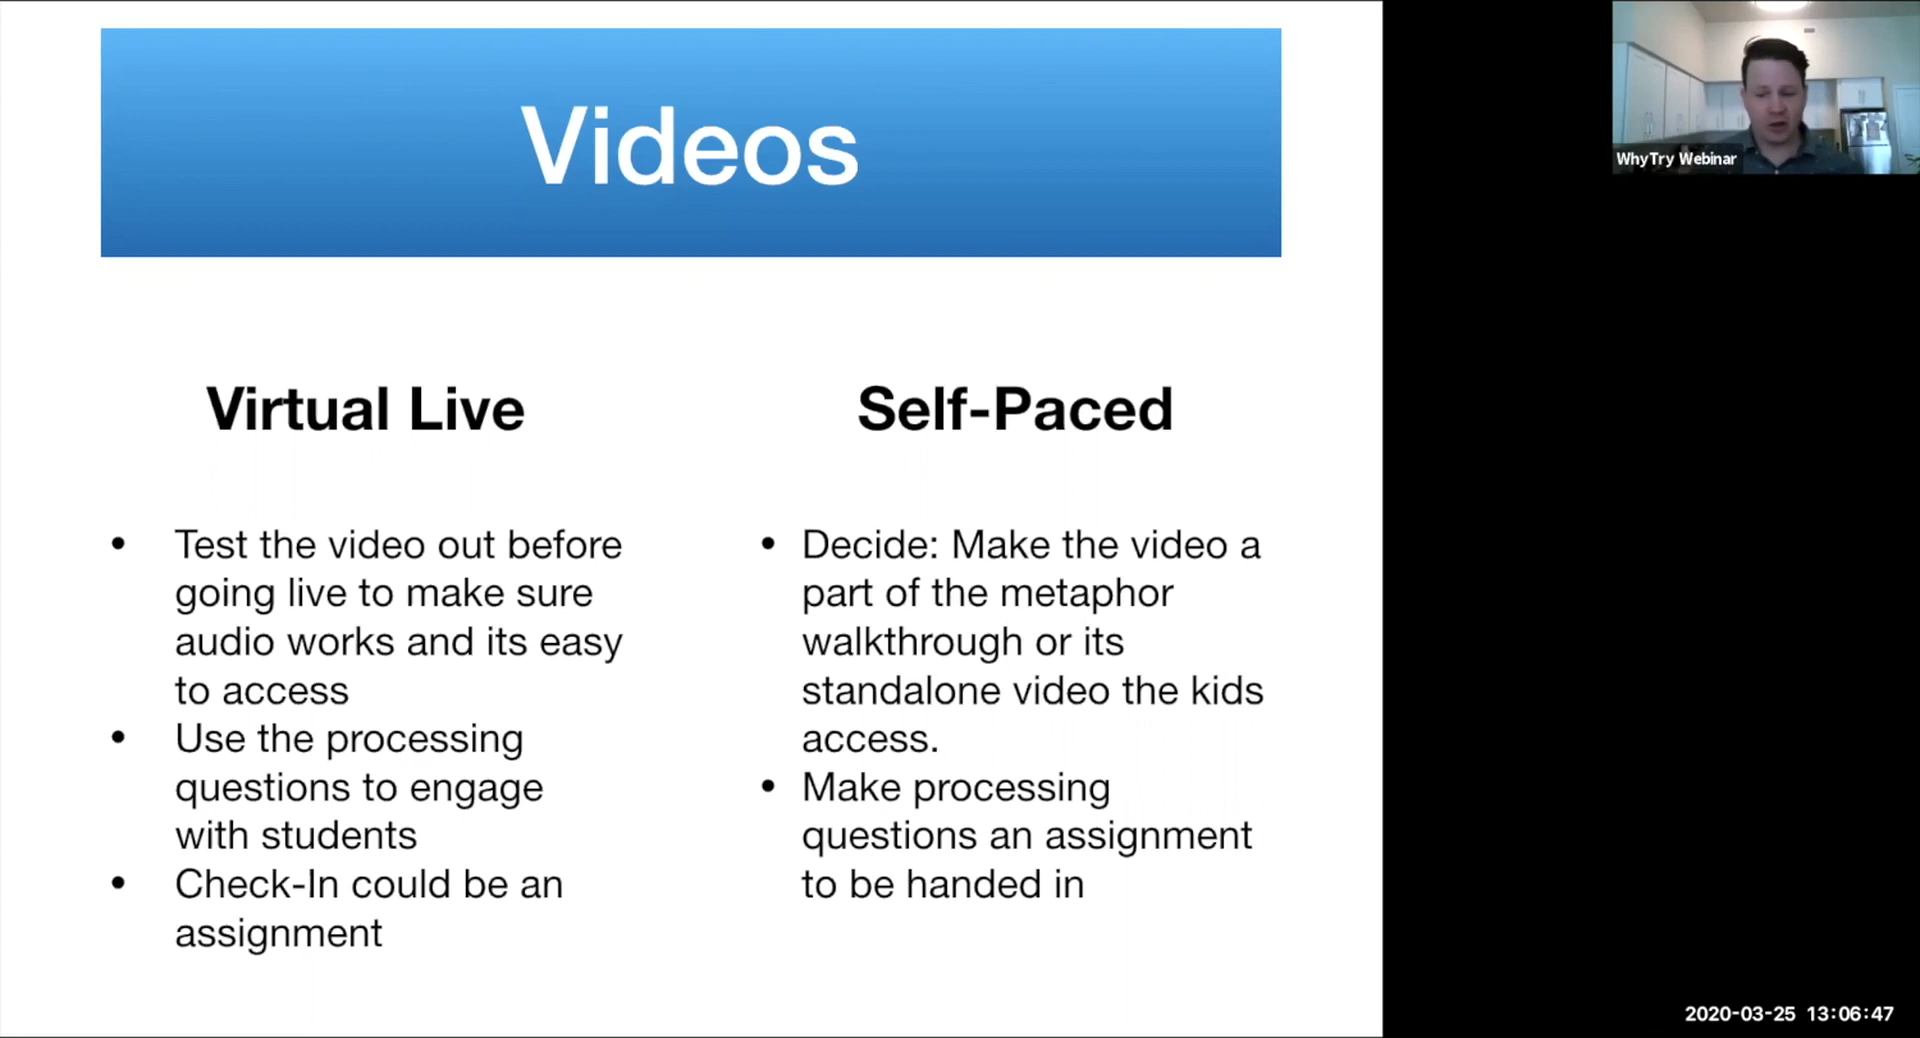 Videos
Virtual Live
• Test the video out before
going live to make sure
audio works and its easy
to access
• Use the processing
questions to engage
with students
• Check-In could be an
assignment
Self-Paced
• Decide: Make the video a
part of the metaphor
walkthrough or its
standalone video the kids
access.
• Make processing
questions an assignment
to be handed in
WhyTry Webinar
2020-03-25 13:06:47